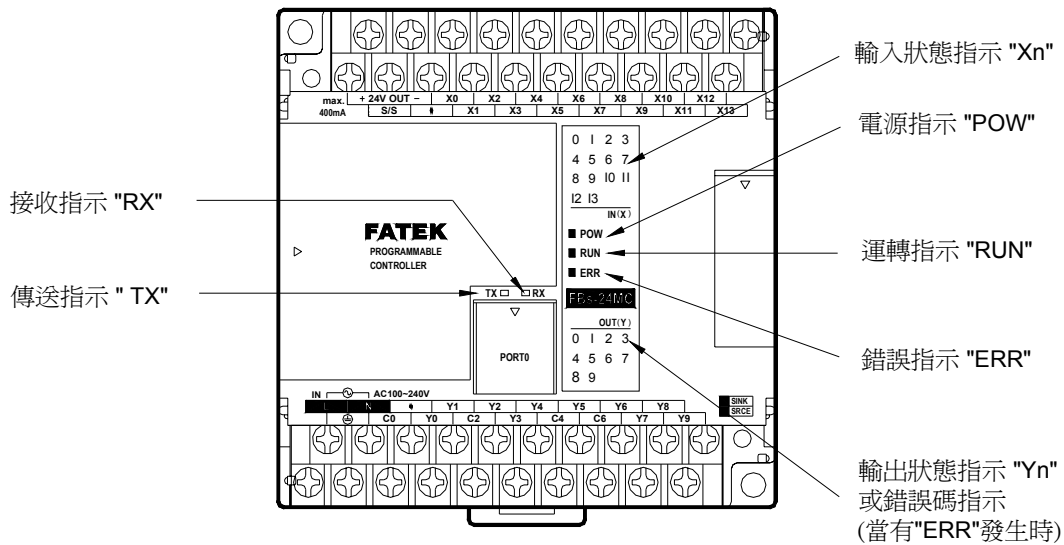 max.
400mA
+ 24V OUT −  X0  X2  X4  X6  X8  X10  X12
S/S  X1  X3  X5  X7  X9  X11  X13
0 1 2 3
4 5 6 7
8 9 10 11
12 13
IN(X)
POW
RUN
ERR
FBs-24MC
OUT(Y)
0 1 2 3
4 5 6 7
8 9
FATEK
PROGRAMMABLE
CONTROLLER
TX  RX
PORT0
IN  AC100~240V
L  N  Y1  Y2  Y4  Y5  Y6  Y8
C0  Y0  C2  Y3  C4  C6  Y7  Y9
SINK
SRCE
接收指示 "RX"
傳送指示 " TX"
輸入狀態指示 "Xn"
電源指示 "POW"
運轉指示 "RUN"
錯誤指示 "ERR"
輸出狀態指示 "Yn"
或錯誤碼指示
(當有"ERR"發生時)